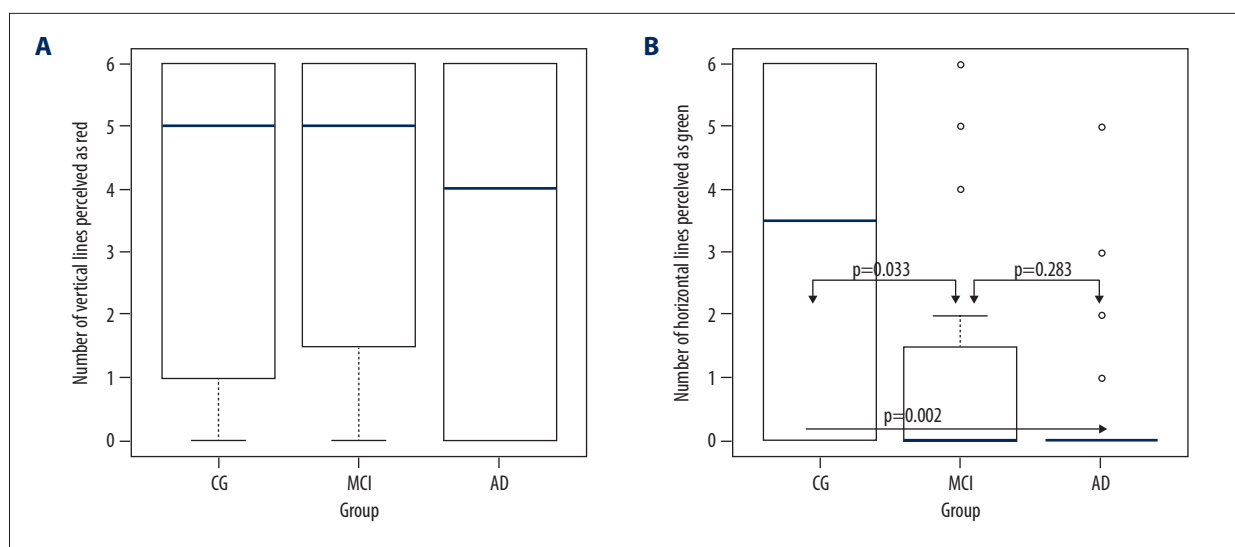 A
Number of vertical lines percelved as red
6
5
4
3
2
1
0
CG
MCI
AD
Group
B
Number of horizontal lines percelved as green
6
5
4
3
2
1
0
p=0.033
p=0.283
p=0.002
CG
MCI
AD
Group